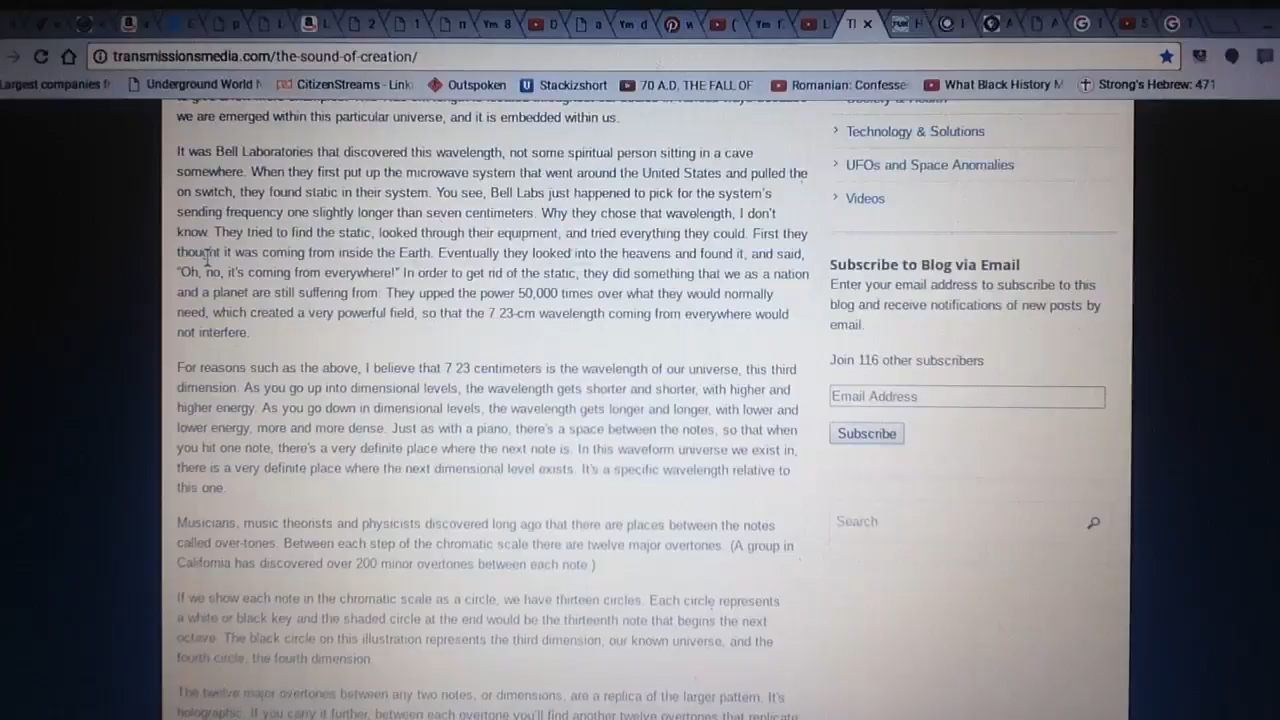 transmissionsmedia.com/the-sound-of-creation/
Largest companies Underground World CitizenStreams - Link Outspoken Stackizshort 70 A.D. THE FALL OF Romanian: Confesse What Black History M Strong's Hebrew: 471
we are emerged within this particular universe, and it is embedded within us.
It was Bell Laboratories that discovered this wavelength, not some spiritual person sitting in a cave
somewhere. When they first put up the microwave system that went around the United States and pulled the
on switch, they found static in their system. You see, Bell Labs just happened to pick for the system's
sending frequency one slightly longer than seven centimeters. Why they chose that wavelength, I don't
know. They tried to find the static, looked through their equipment, and tried everything they could. First they
thought it was coming from inside the Earth. Eventually they looked into the heavens and found it, and said,
"Oh, no, it's coming from everywhere!" In order to get rid of the static, they did something that we as a nation
and a planet are still suffering from: They upped the power 50,000 times over what they would normally
need, which created a very powerful field, so that the 7.23-cm wavelength coming from everywhere would
not interfere.
For reasons such as the above, I believe that 7.23 centimeters is the wavelength of our universe, this third
dimension. As you go up into dimensional levels, the wavelength gets shorter and shorter, with higher and
higher energy. As you go down in dimensional levels, the wavelength gets longer and longer, with lower and
lower energy, more and more dense. Just as with a piano, there's a space between the notes, so that when
you hit one note, there's a very definite place where the next note is. In this waveform universe we exist in,
there is a very definite place where the next dimensional level exists. It's a specific wavelength relative to
this one.
Musicians, music theorists and physicists discovered long ago that there are places between the notes
called over-tones. Between each step of the chromatic scale there are twelve major overtones. (A group in
California has discovered over 200 minor overtones between each note.)
If we show each note in the chromatic scale as a circle, we have thirteen circles. Each circle represents
a white or black key and the shaded circle at the end would be the thirteenth note that begins the next
octave. The black circle on this illustration represents the third dimension, our known universe, and the
fourth circle, the fourth dimension.
The twelve major overtones between any two notes, or dimensions, are a replica of the larger pattern. It's
holographic. If you carry it further, between each overtone you'll find another twelve overtones that replicate
Technology & Solutions
UFOs and Space Anomalies
Videos
Subscribe to Blog via Email
Enter your email address to subscribe to this
blog and receive notifications of new posts by
email.
Join 116 other subscribers
Email Address
Subscribe
Search